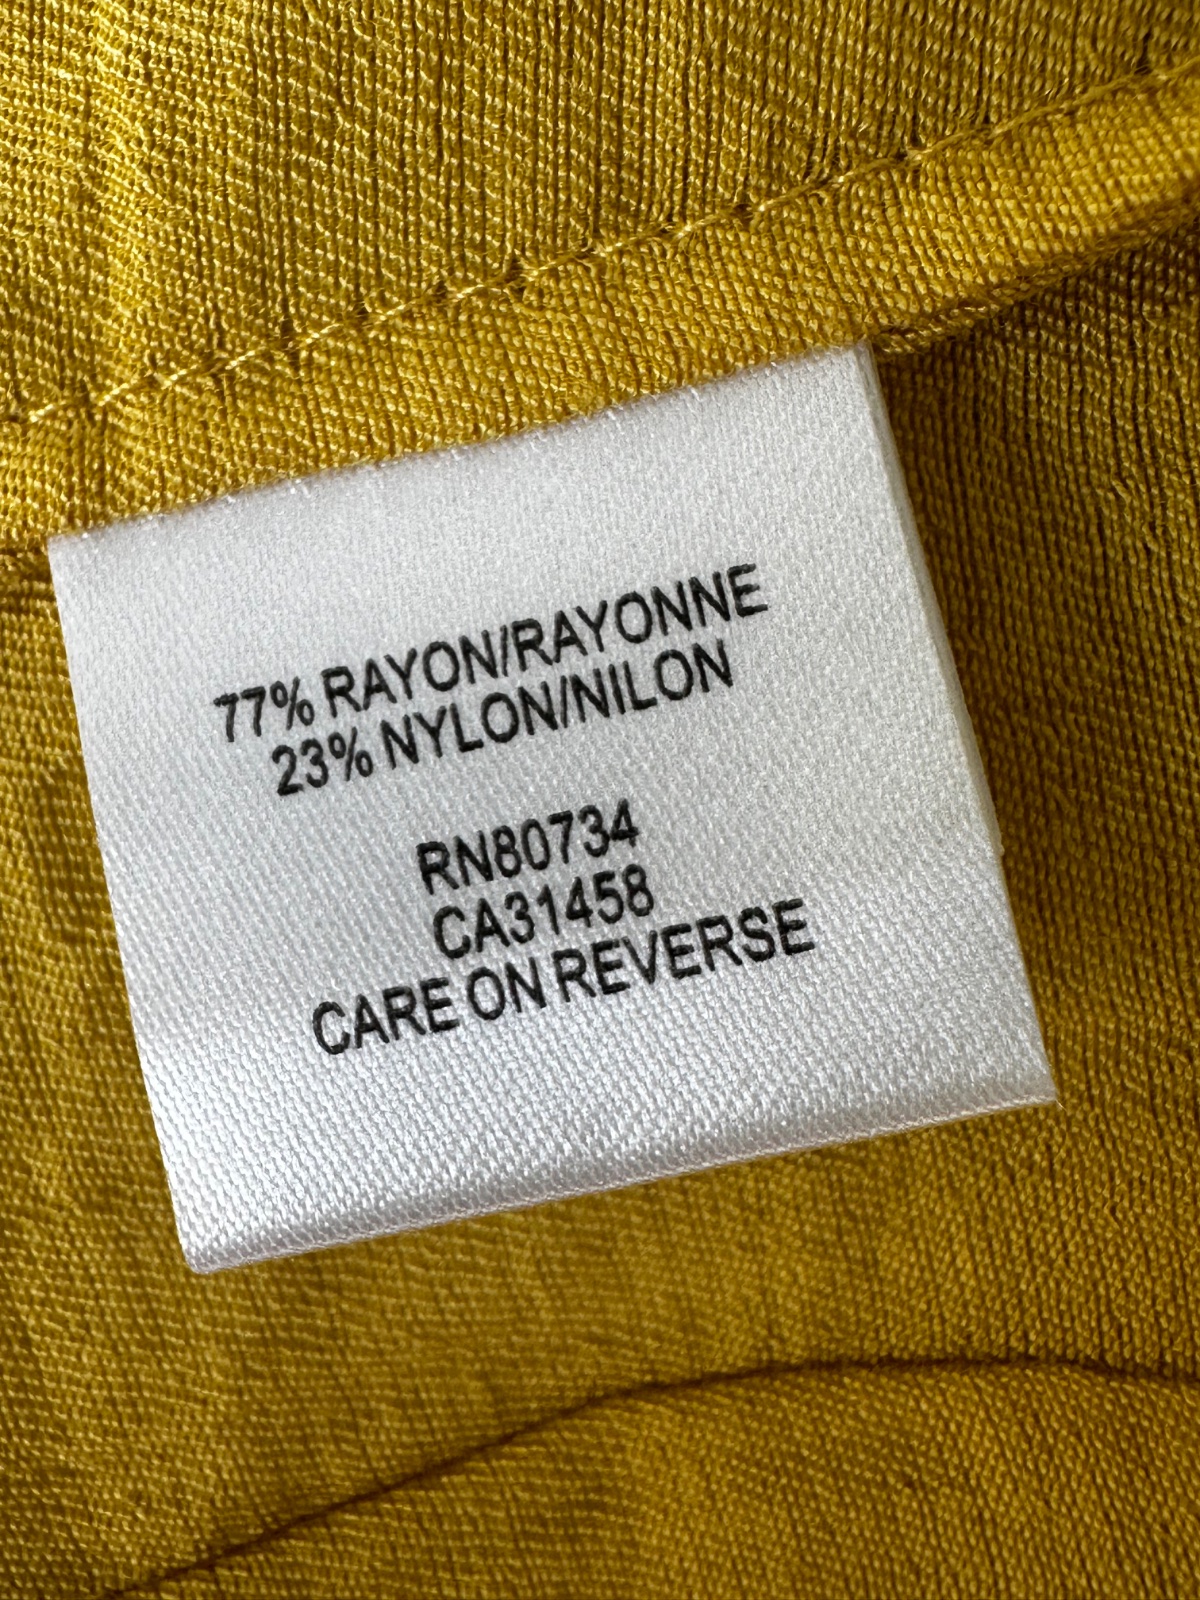 77% RAYON/RAYONNE
23% NYLON/NILON
RN80734
CA31458
CARE ON REVERSE